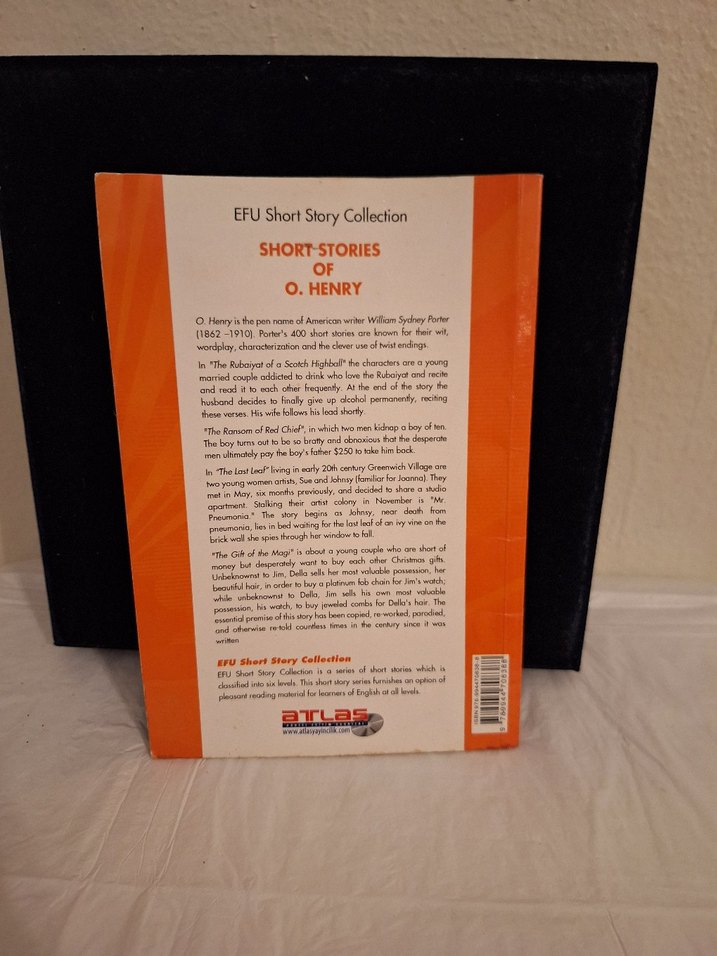 EFU Short Story Collection
SHORT STORIES
OF
O. HENRY
O. Henry is the pen name of American writer William Sydney Porter
(1862 –1910). Porter's 400 short stories are known for their wit,
wordplay, characterization and the clever use of twist endings.
In "The Rubaiyat of a Scotch Highball" the characters are a young
married couple addicted to drink who love the Rubaiyat and recite
and read it to each other frequently. At the end of the story the
husband decides to finally give up alcohol permanently, reciting
these verses. His wife follows his lead shortly.
"The Ransom of Red Chief", in which two men kidnap a boy of ten.
The boy turns out to be so bratty and obnoxious that the desperate
men ultimately pay the boy's father $250 to take him back.
In "The Last Leaf" living in early 20th century Greenwich Village are
two young women artists, Sue and Johnsy (familiar for Joanna). They
met in May, six months previously, and decided to share a studio
apartment. Stalking their artist colony in November is "Mr.
Pneumonia." The story begins as Johnsy, near death from
pneumonia, lies in bed waiting for the last leaf of an ivy vine on the
brick wall she spies through her window to fall.
"The Gift of the Magi" is about a young couple who are short of
money but desperately want to buy each other Christmas gifts.
Unbeknownst to Jim, Della sells her most valuable possession, her
beautiful hair, in order to buy a platinum fob chain for Jim's watch;
while unbeknownst to Della, Jim sells his own most valued
possession, his watch, to buy jeweled combs for Della's hair. The
essential premise of this story has been copied, re-worked, parodied,
and otherwise re-told countless times in the century since it was
written
EFU Short Story Collection
EFU Short Story Collection is a series of short stories which is
classified into six levels. This short story series furnishes an option of
pleasant reading material for learners of English at all levels.
ATLAS
www.atlasyayincilik.com